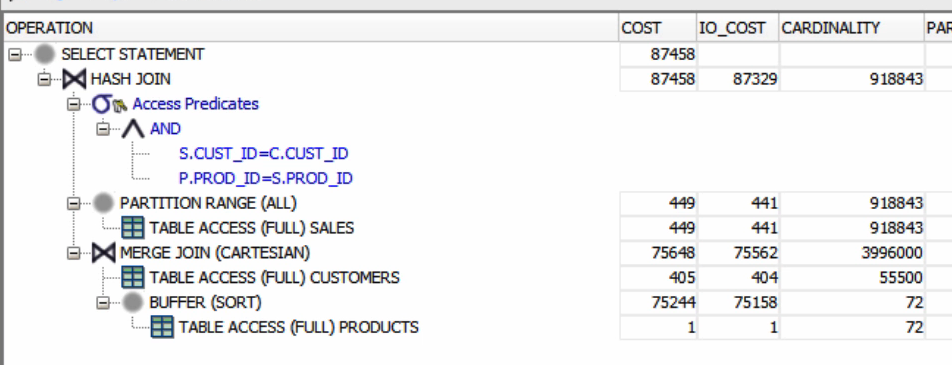 OPERATION COST IO_COST CARDINALITY PAR
SELECT STATEMENT 87458
HASH JOIN 87458 87329 918843
Access Predicates
AND
S.CUST_ID=C.CUST_ID
P.PROD_ID=S.PROD_ID
PARTITION RANGE (ALL) 449 441 918843
TABLE ACCESS (FULL) SALES 449 441 918843
MERGE JOIN (CARTESIAN) 75648 75562 3996000
TABLE ACCESS (FULL) CUSTOMERS 405 404 55500
BUFFER (SORT) 75244 75158 72
TABLE ACCESS (FULL) PRODUCTS 1 1 72